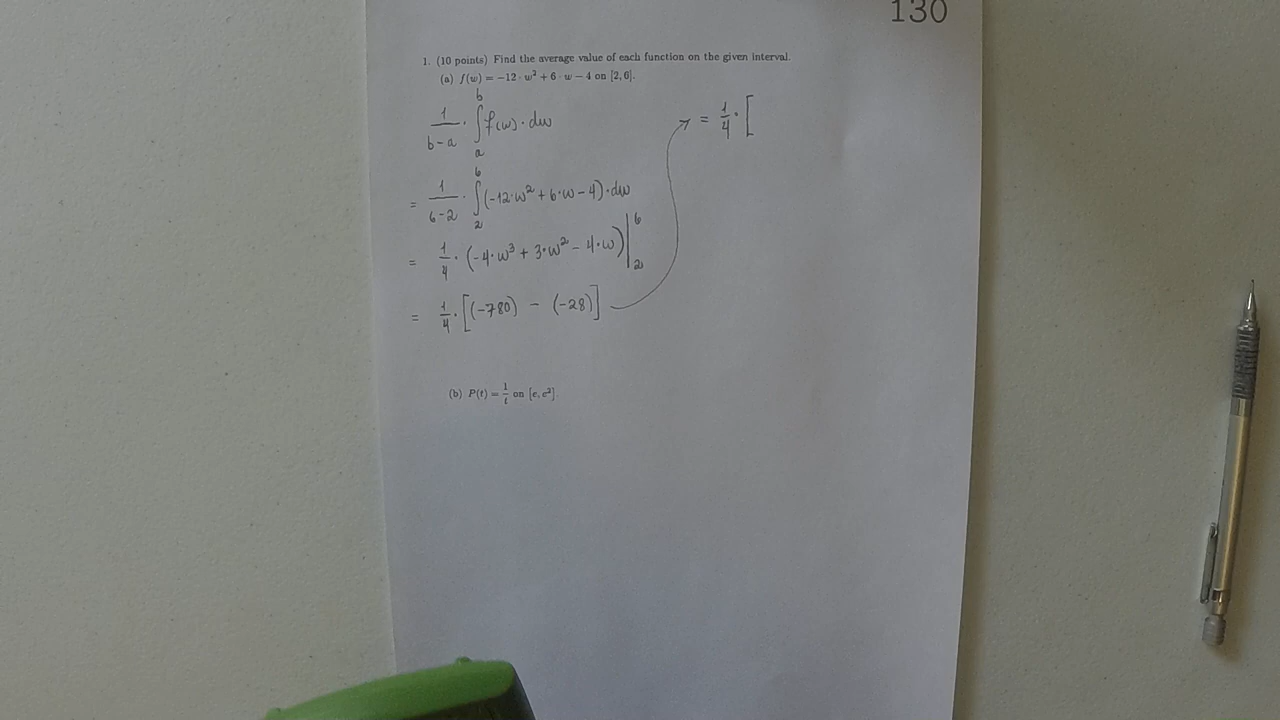 130
1. (10 points) Find the average value of each function on the given interval.
(a) f(w) = −12 · w² + 6 · w − 4 on [2, 6].
1/(b-a) · ∫_a^b f(w) · dw
= 1/(6-2) · ∫_2^6 (-12·w² + 6·w - 4)·dw
= 1/4 · (-4·w³ + 3·w² - 4·w) |_2^6
= 1/4 · [(-780) - (-28)]
→ = 1/4 · [
(b) P(t) = 1/t on [e, e³].